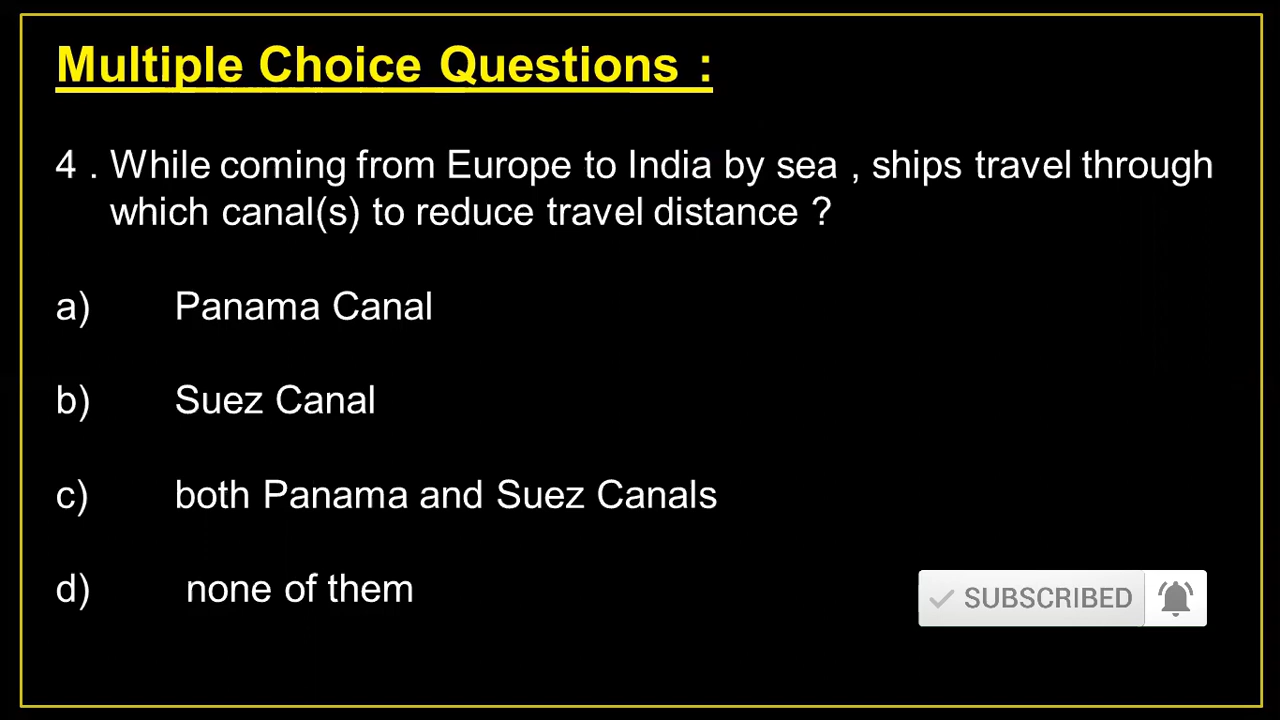 Multiple Choice Questions :
4 . While coming from Europe to India by sea , ships travel through
which canal(s) to reduce travel distance ?
a) Panama Canal
b) Suez Canal
c) both Panama and Suez Canals
d) none of them
SUBSCRIBED